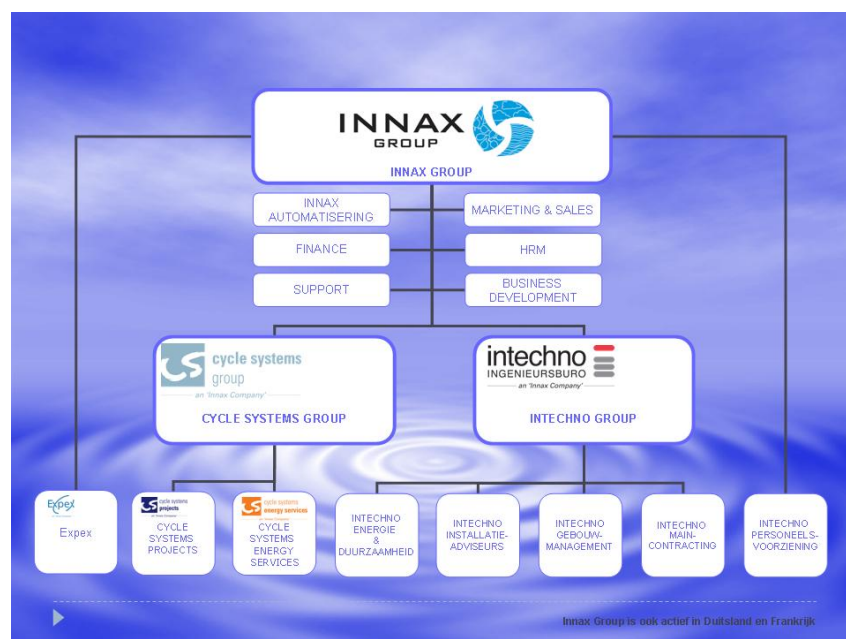 INNAX
GROUP
INNAX GROUP
INNAX
AUTOMATISERING
MARKETING & SALES
FINANCE
HRM
SUPPORT
BUSINESS
DEVELOPMENT
cycle systems
group
an 'Innax Company'
CYCLE SYSTEMS GROUP
intechno
INGENIEURSBURO
an 'Innax Company'
INTECHNO GROUP
Expex
Expex
cycle systems
projects
CYCLE
SYSTEMS
PROJECTS
cycle systems
energy services
CYCLE
SYSTEMS
ENERGY
SERVICES
INTECHNO
ENERGIE
&
DUURZAAMHEID
INTECHNO
INSTALLATIE-
ADVISEURS
INTECHNO
GEBOUW-
MANAGEMENT
INTECHNO
MAIN-
CONTRACTING
INTECHNO
PERSONEELS-
VOORZIENING
Innax Group is ook actief in Duitsland en Frankrijk